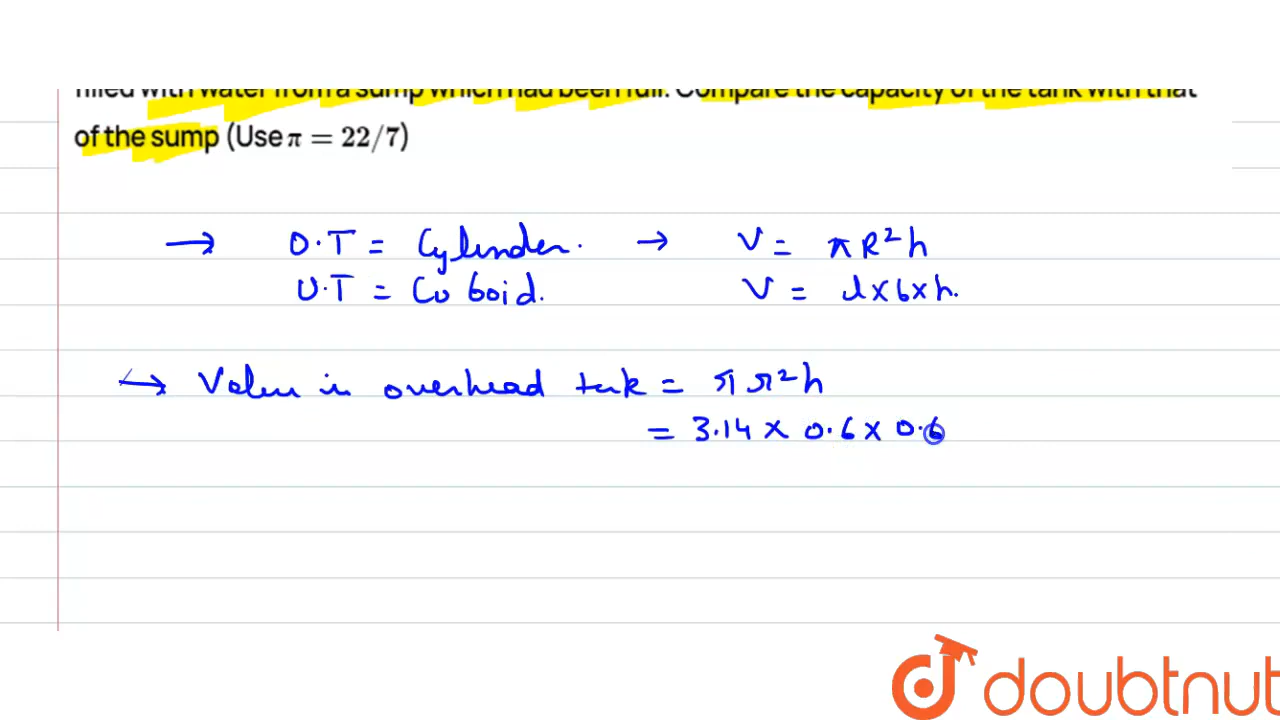 filled with water from a sump which had been full. Compare the capacity of the tank with that
of the sump (Use π = 22/7)
→ O.T = Cylinder. → V = πR²h
U.T = Cuboid. V = l×b×h.
↪ Volum in overhead tank = πr²h
= 3.14 × 0.6 × 0.6
doubtnut